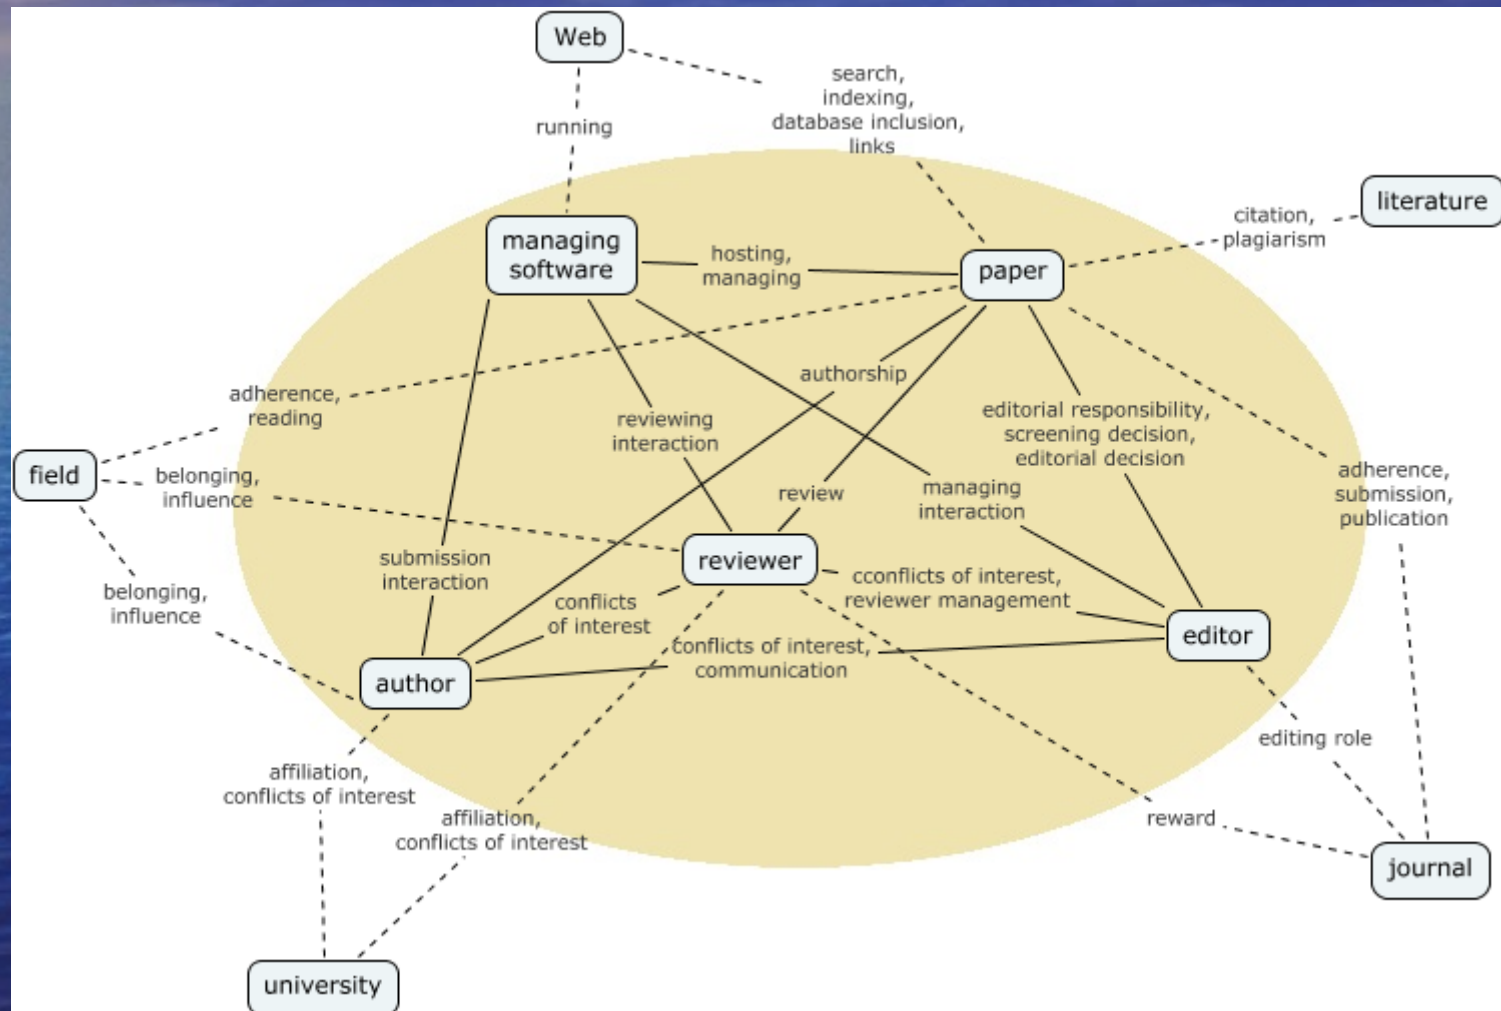 Web
search,
indexing,
database inclusion,
links
running
literature
citation,
plagiarism
managing
software
hosting,
managing
paper
authorship
adherence,
reading
reviewing
interaction
editorial responsibility,
screening decision,
editorial decision
field
belonging,
influence
review
managing
interaction
adherence,
submission,
publication
submission
interaction
reviewer
cconflicts of interest,
reviewer management
belonging,
influence
conflicts
of interest
editor
conflicts of interest,
communication
author
editing role
affiliation,
conflicts of interest
affiliation,
conflicts of interest
reward
journal
university